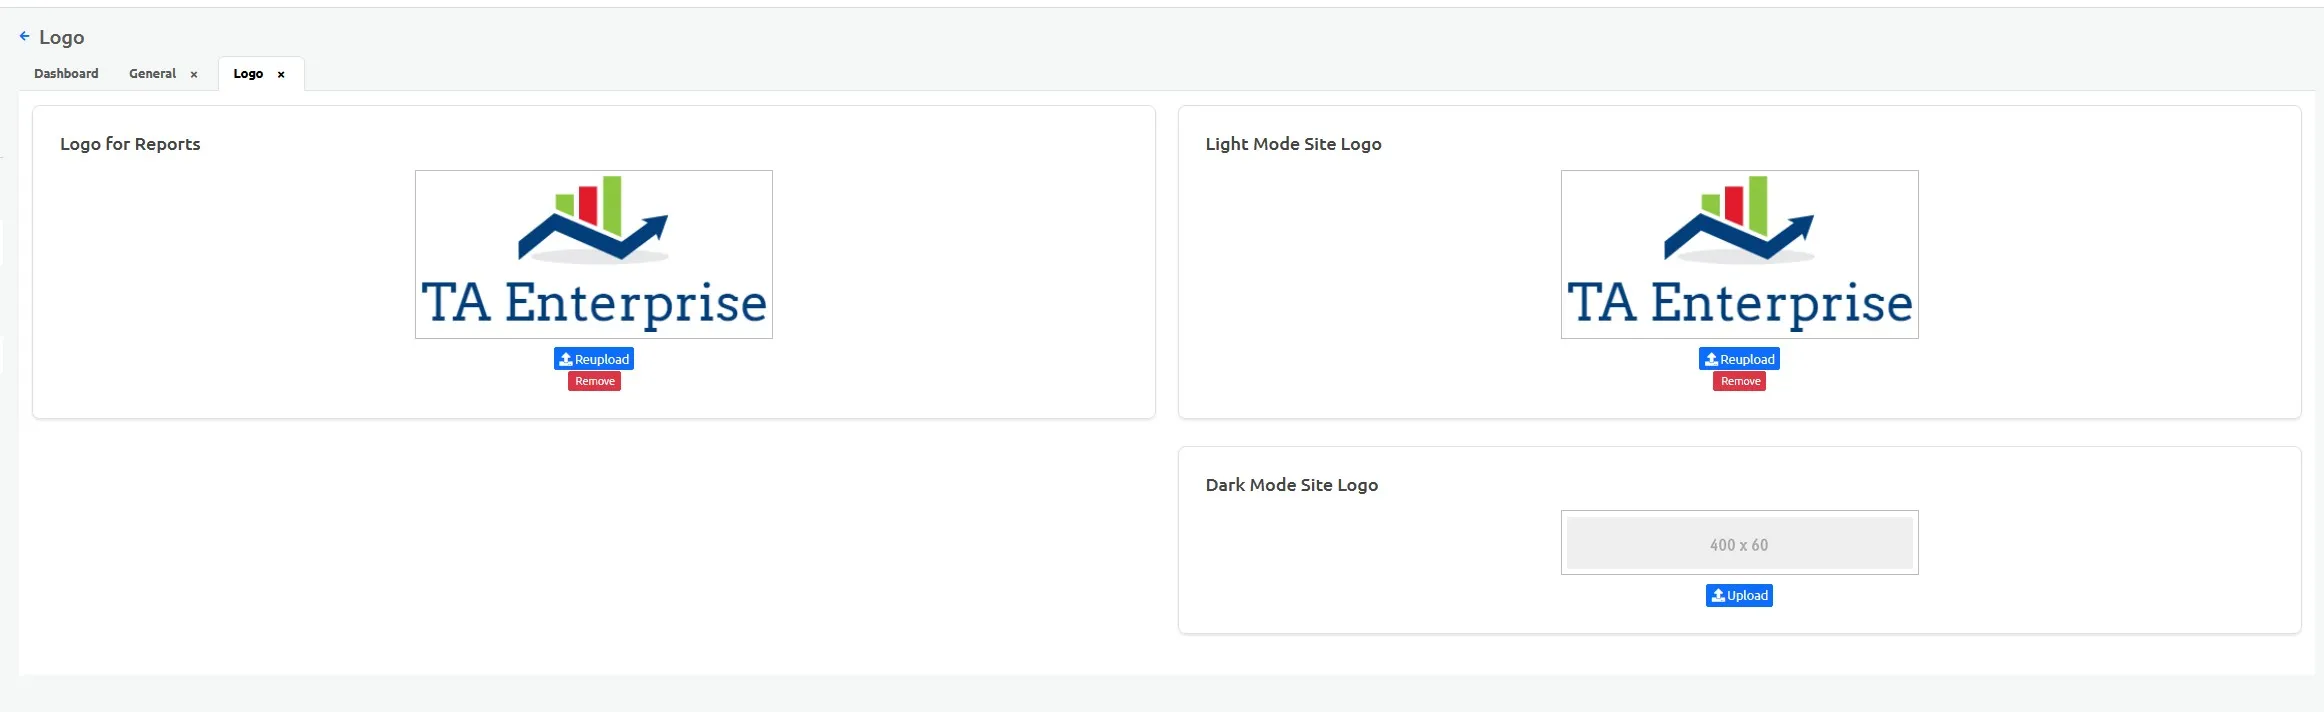 Logo
Dashboard General × Logo ×
Logo for Reports
TA Enterprise
Reupload
Remove
Light Mode Site Logo
TA Enterprise
Reupload
Remove
Dark Mode Site Logo
400 x 60
Upload